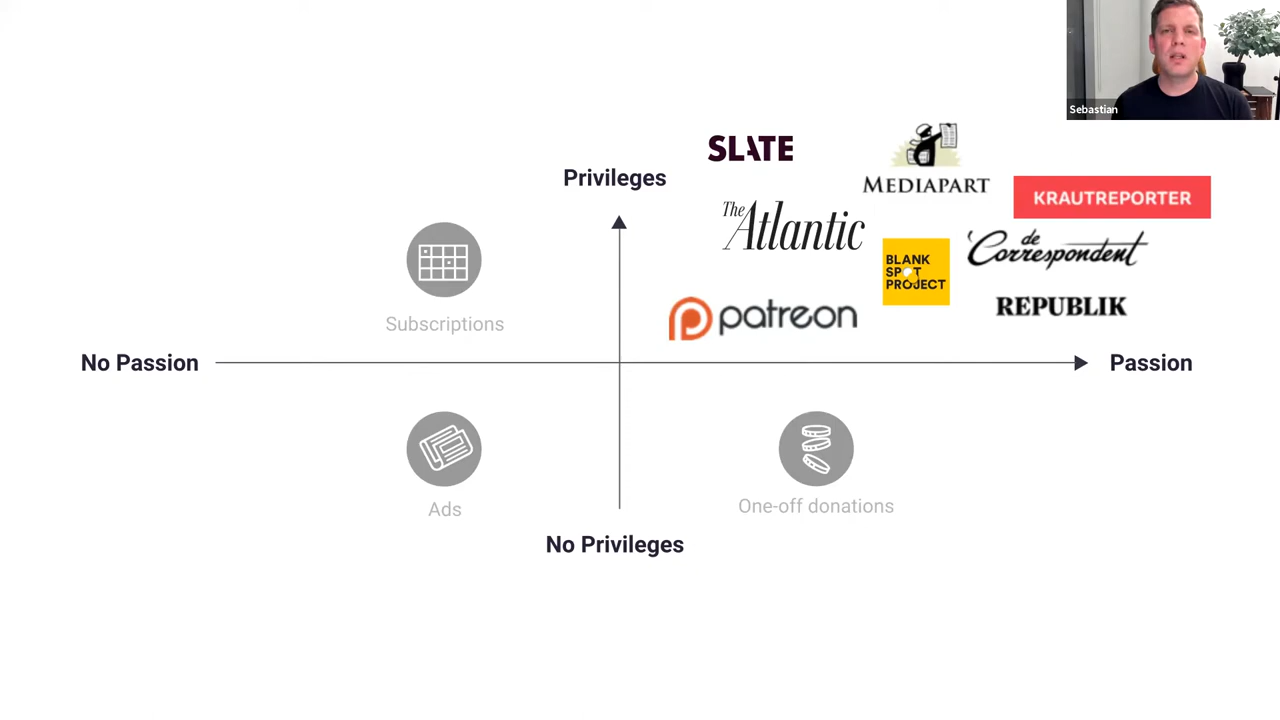 Sebastian
SLATE
MEDIAPART
Privileges
KRAUTREPORTER
The Atlantic
de Correspondent
BLANK
SPOT
PROJECT
REPUBLIK
patreon
Subscriptions
No Passion
Passion
Ads
One-off donations
No Privileges